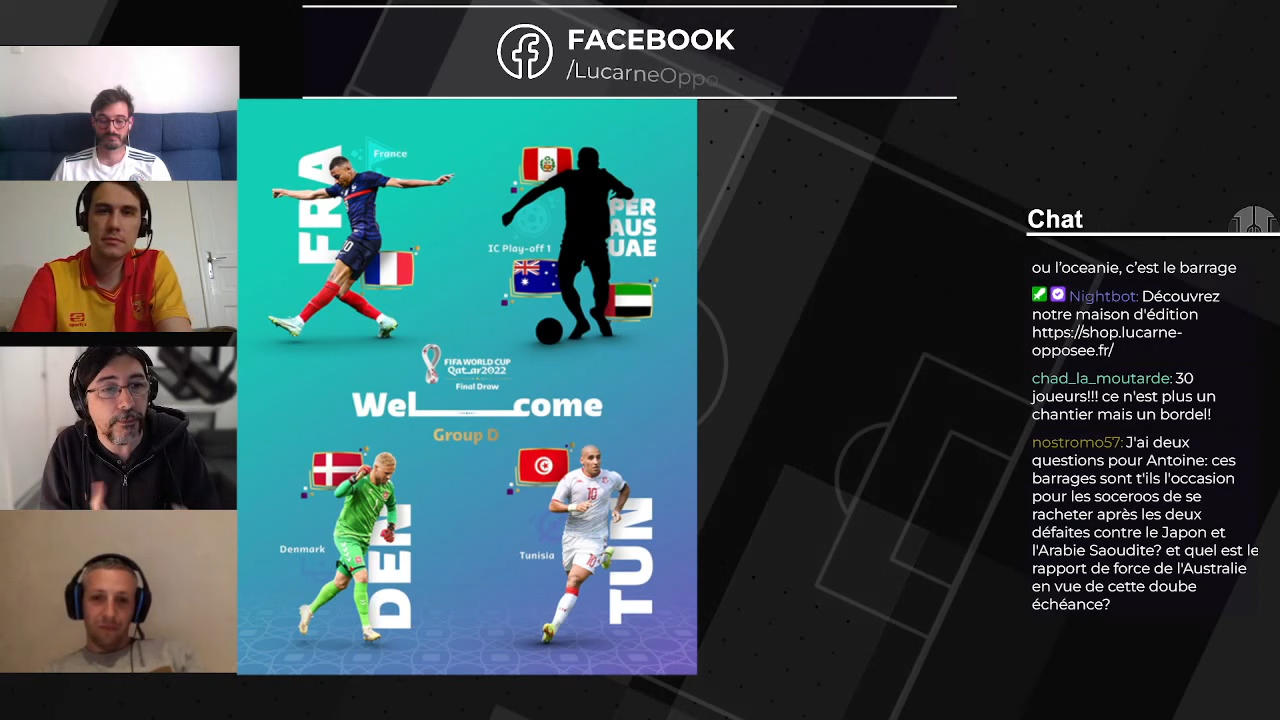 FACEBOOK
/LucarneOppo
FRA
France
10
PER
AUS
UAE
IC Play-off 1
FIFA WORLD CUP
Qatar2022
Final Draw
Wel come
Group D
Denmark
DEN
Tunisia
TUN
10
10
Chat
ou l'oceanie, c'est le barrage
Nightbot: Découvrez
notre maison d'édition
https://shop.lucarne-
opposee.fr/
chad_la_moutarde: 30
joueurs!!! ce n'est plus un
chantier mais un bordel!
nostromo57: J'ai deux
questions pour Antoine: ces
barrages sont t'ils l'occasion
pour les soceroos de se
racheter après les deux
défaites contre le Japon et
l'Arabie Saoudite? et quel est le
rapport de force de l'Australie
en vue de cette doube
échéance?